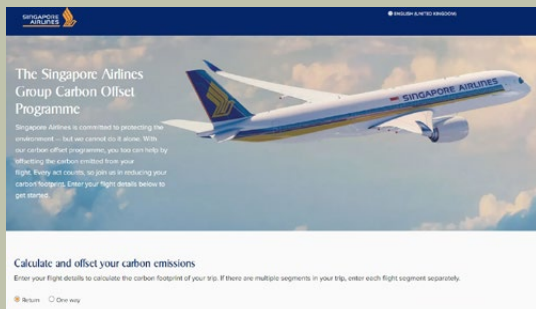 SINGAPORE
AIRLINES
ENGLISH (UNITED KINGDOM)
SINGAPORE AIRLINES
The Singapore Airlines
Group Carbon Offset
Programme
Singapore Airlines is committed to protecting the
environment — but we cannot do it alone. With
our carbon offset programme, you too can help by
offsetting the carbon emitted from your
flight. Every act counts, so join us in reducing your
carbon footprint. Enter your flight details below to
get started.
Calculate and offset your carbon emissions
Enter your flight details to calculate the carbon footprint of your trip. If there are multiple segments in your trip, enter each flight segment separately.
Return One way